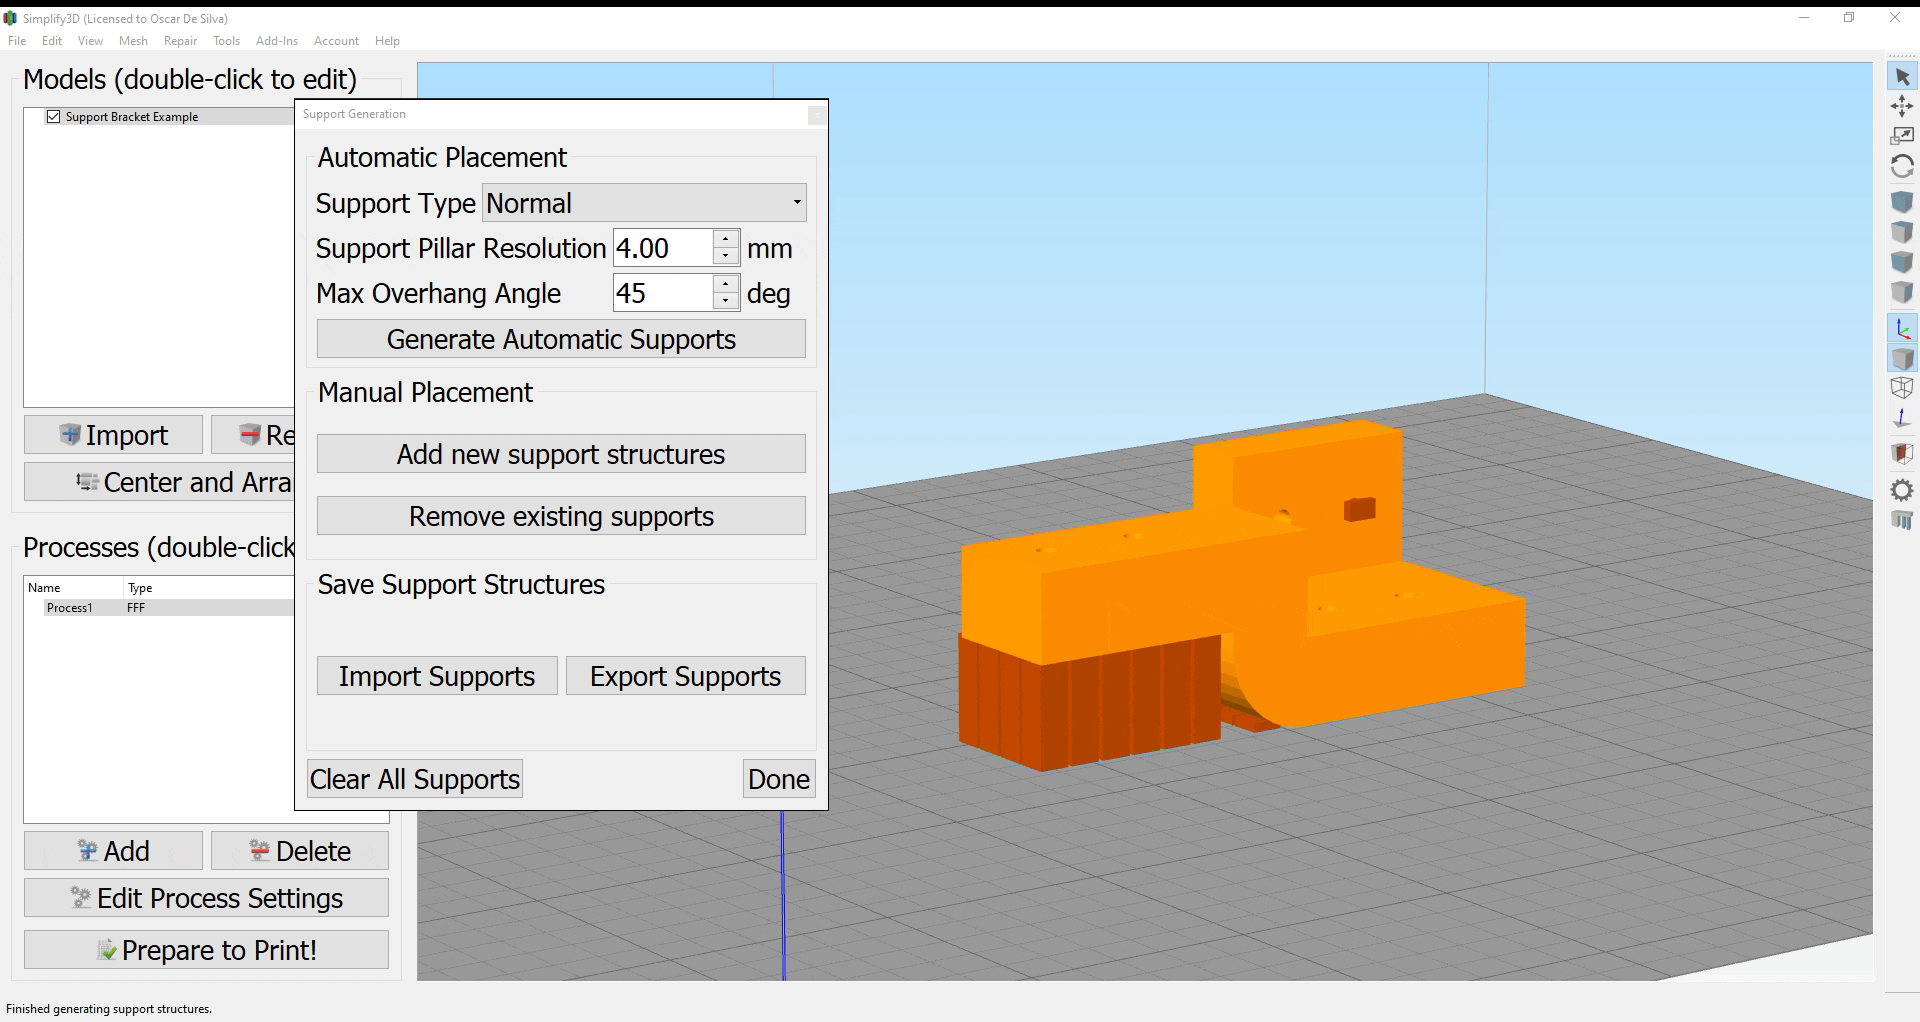 Simplify3D (Licensed to Oscar De Silva)
File Edit View Mesh Repair Tools Add-Ins Account Help
Models (double-click to edit)
Support Bracket Example
Import
Re
Center and Arra
Processes (double-click
Name Type
Process1 FFF
Add Delete
Edit Process Settings
Prepare to Print!
Support Generation
Automatic Placement
Support Type Normal
Support Pillar Resolution 4.00 mm
Max Overhang Angle 45 deg
Generate Automatic Supports
Manual Placement
Add new support structures
Remove existing supports
Save Support Structures
Import Supports Export Supports
Clear All Supports Done
Finished generating support structures.